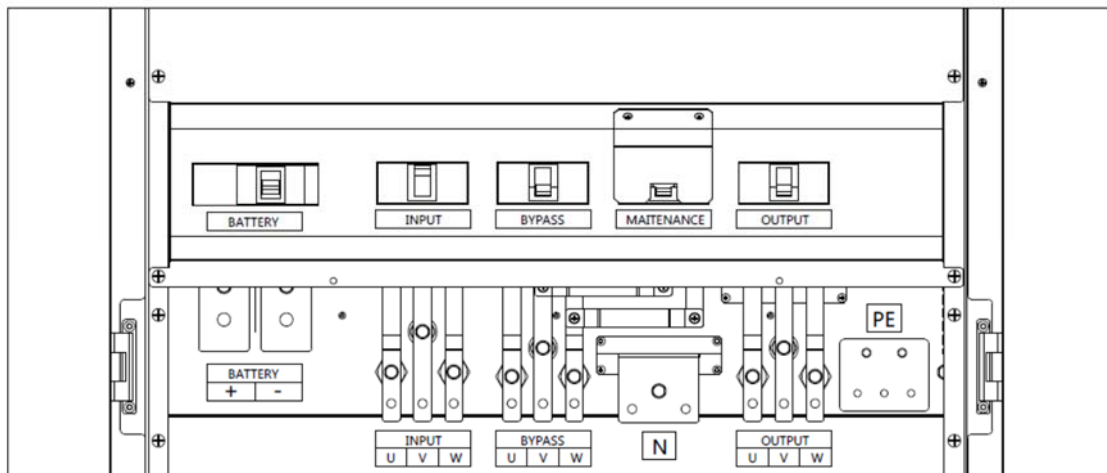 BATTERY INPUT BYPASS MAITENANCE OUTPUT
PE
BATTERY
+ -
INPUT BYPASS N OUTPUT
U V W U V W U V W